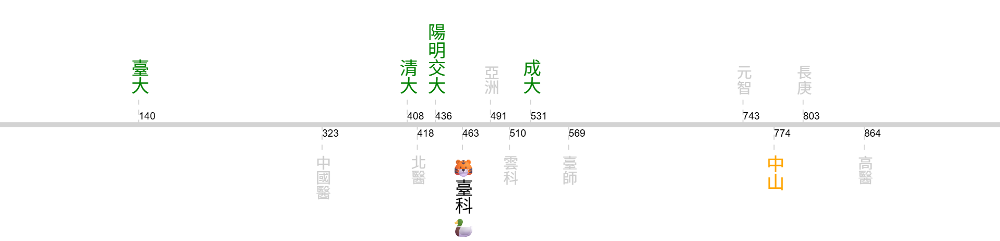 臺大
清大
陽明交大
亞洲
成大
元智
長庚
140
408
436
491
531
743
803
323
418
463
510
569
774
864
中國醫
北醫
臺科
雲科
臺師
中山
高醫